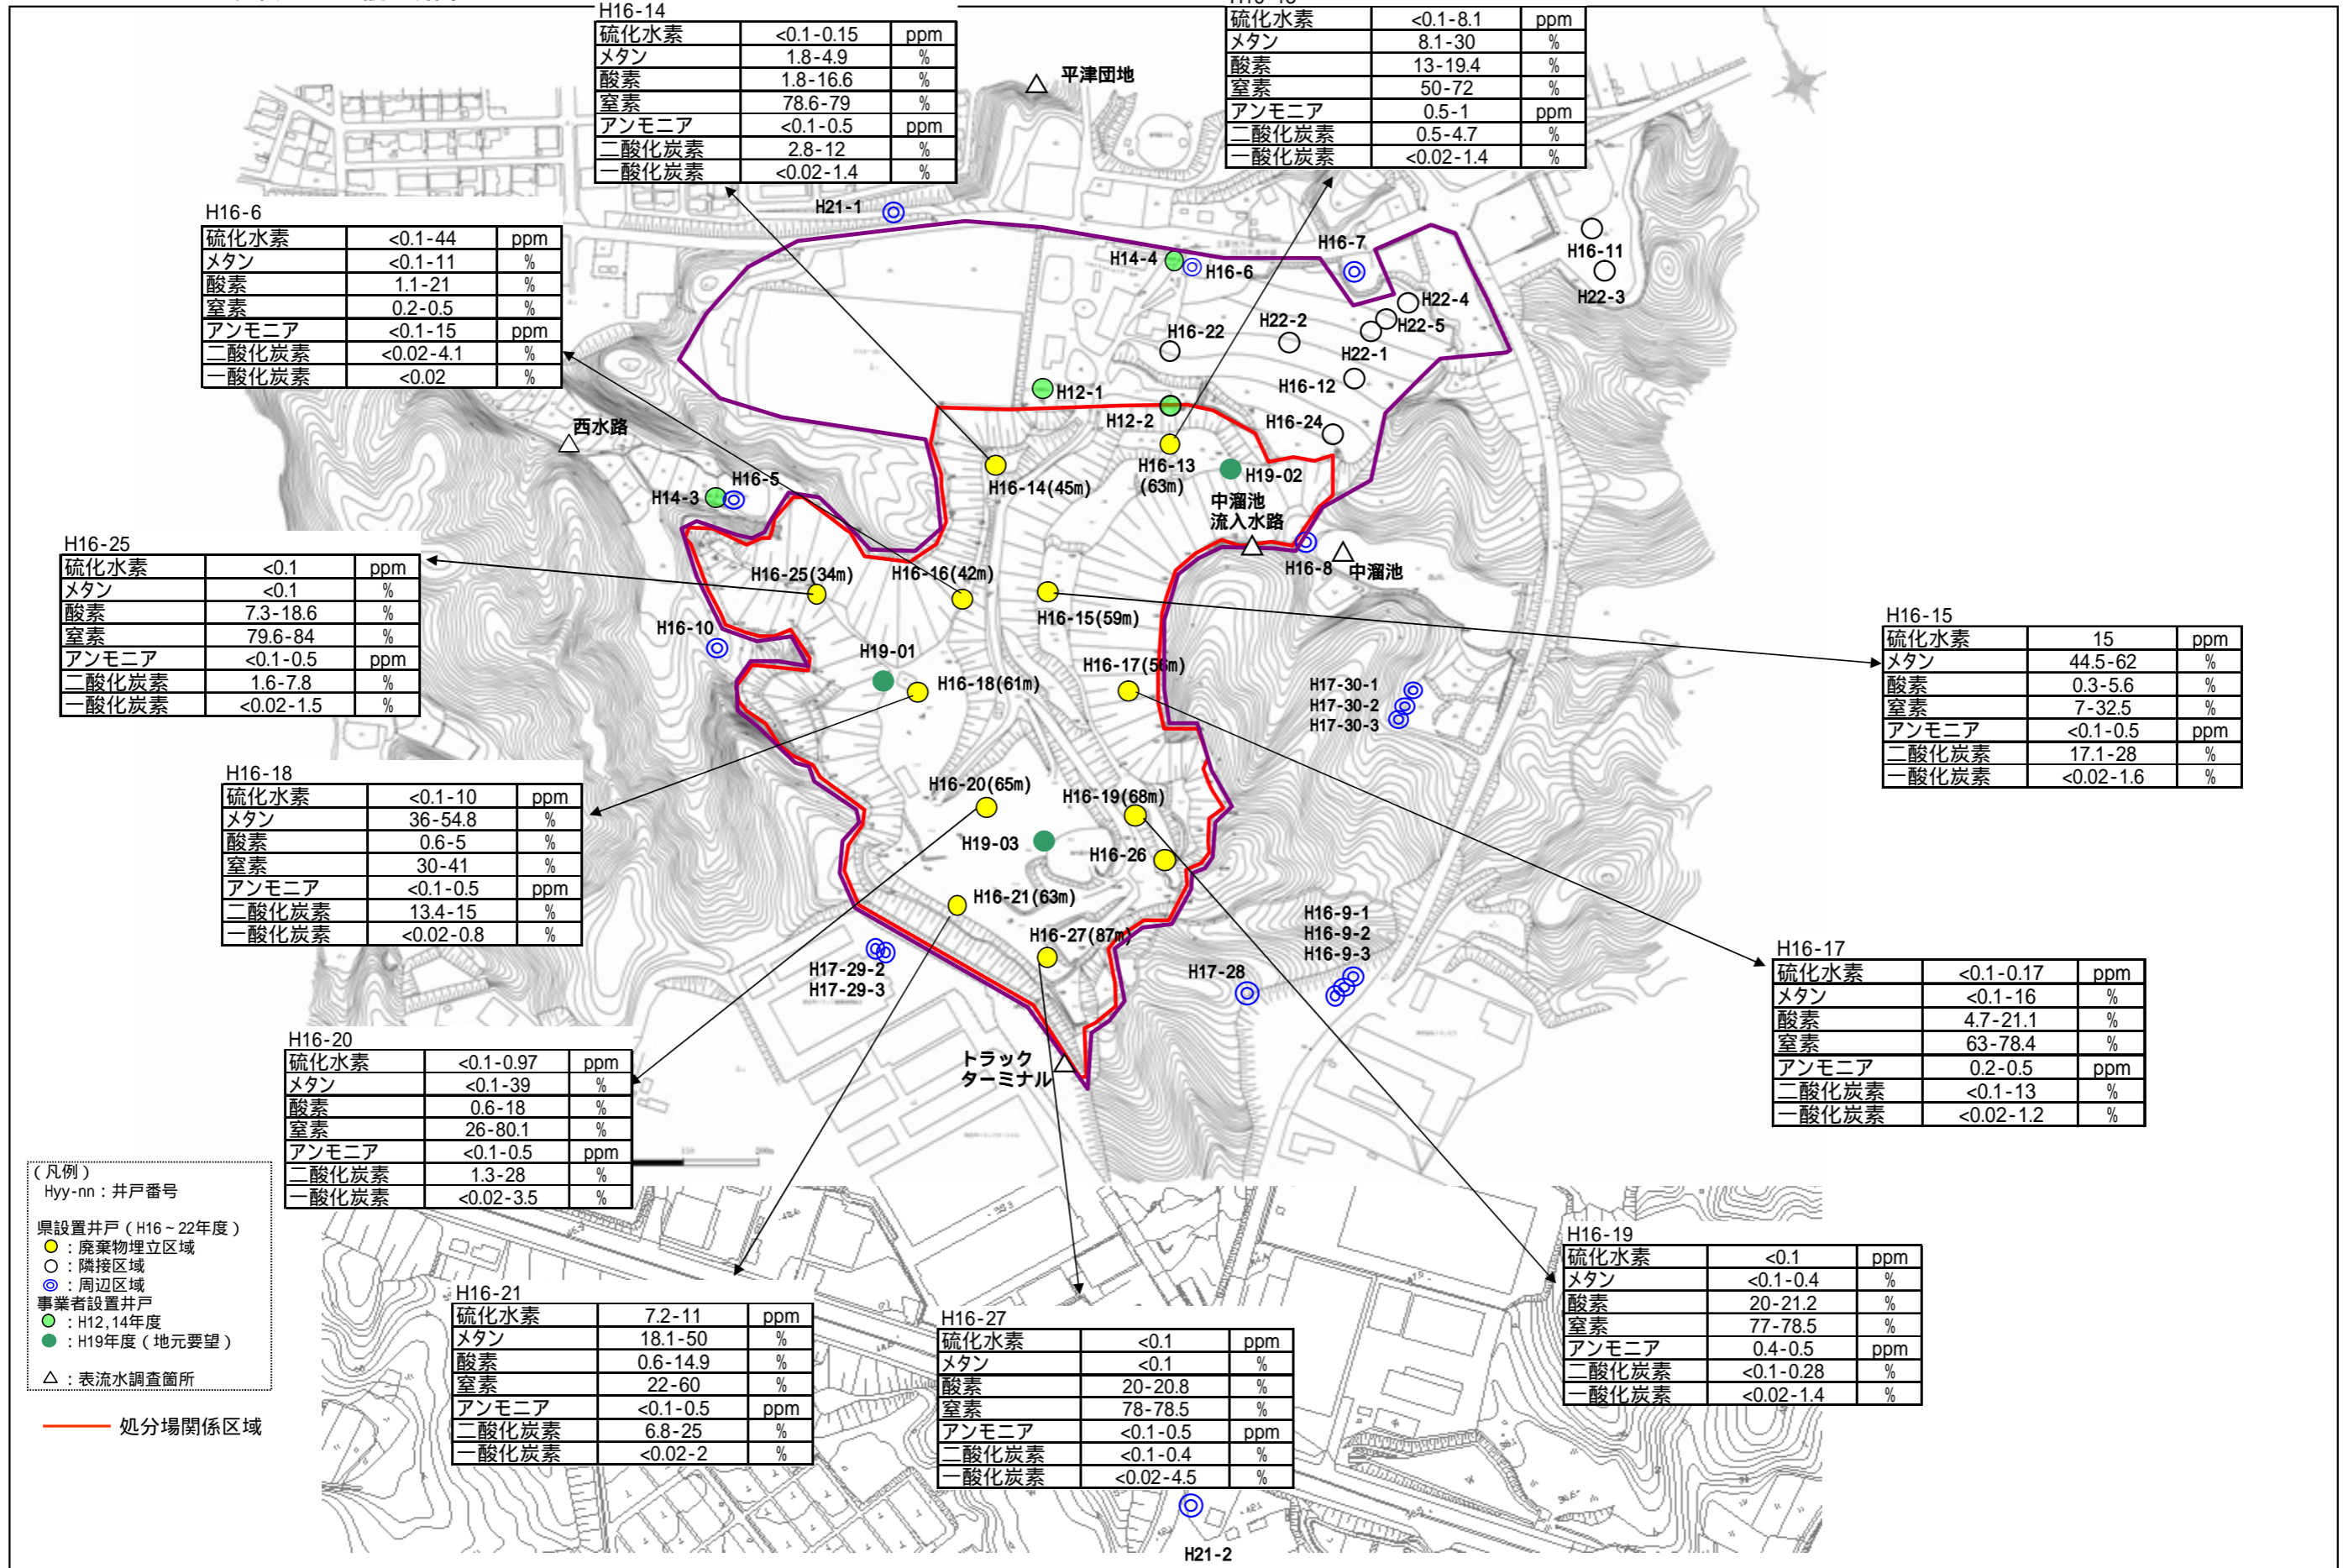 H16-14
硫化水素 <0.1-0.15 ppm
メタン 1.8-4.9 %
酸素 1.8-16.6 %
窒素 78.6-79 %
アンモニア <0.1-0.5 ppm
二酸化炭素 2.8-12 %
一酸化炭素 <0.02-1.4 %
硫化水素 <0.1-8.1 ppm
メタン 8.1-30 %
酸素 13-19.4 %
窒素 50-72 %
アンモニア 0.5-1 ppm
二酸化炭素 0.5-4.7 %
一酸化炭素 <0.02-1.4 %
平津団地
H16-6
硫化水素 <0.1-44 ppm
メタン <0.1-11 %
酸素 1.1-21 %
窒素 0.2-0.5 %
アンモニア <0.1-15 ppm
二酸化炭素 <0.02-4.1 %
一酸化炭素 <0.02 %
H21-1
H14-4
H16-6
H16-7
H16-11
H22-3
H22-4
H22-5
H22-2
H16-22
H22-1
H16-12
H12-1
H12-2
H16-24
西水路
H16-5
H14-3
H16-14(45m)
H16-13
(63m)
H19-02
中溜池
流入水路
H16-8
中溜池
H16-25
硫化水素 <0.1 ppm
メタン <0.1 %
酸素 7.3-18.6 %
窒素 79.6-84 %
アンモニア <0.1-0.5 ppm
二酸化炭素 1.6-7.8 %
一酸化炭素 <0.02-1.5 %
H16-25(34m)
H16-16(42m)
H16-15(59m)
H16-10
H19-01
H16-18(61m)
H16-17(56m)
H17-30-1
H17-30-2
H17-30-3
H16-15
硫化水素 15 ppm
メタン 44.5-62 %
酸素 0.3-5.6 %
窒素 7-32.5 %
アンモニア <0.1-0.5 ppm
二酸化炭素 17.1-28 %
一酸化炭素 <0.02-1.6 %
H16-18
硫化水素 <0.1-10 ppm
メタン 36-54.8 %
酸素 0.6-5 %
窒素 30-41 %
アンモニア <0.1-0.5 ppm
二酸化炭素 13.4-15 %
一酸化炭素 <0.02-0.8 %
H16-20(65m)
H16-19(68m)
H19-03
H16-26
H16-21(63m)
H16-27(87m)
H16-9-1
H16-9-2
H16-9-3
H17-28
H17-29-2
H17-29-3
トラック
ターミナル
H16-17
硫化水素 <0.1-0.17 ppm
メタン <0.1-16 %
酸素 4.7-21.1 %
窒素 63-78.4 %
アンモニア 0.2-0.5 ppm
二酸化炭素 <0.1-13 %
一酸化炭素 <0.02-1.2 %
H16-20
硫化水素 <0.1-0.97 ppm
メタン <0.1-39 %
酸素 0.6-18 %
窒素 26-80.1 %
アンモニア <0.1-0.5 ppm
二酸化炭素 1.3-28 %
一酸化炭素 <0.02-3.5 %
(凡例)
Hyy-nn:井戸番号
県設置井戸(H16~22年度)
:廃棄物埋立区域
:隣接区域
:周辺区域
事業者設置井戸
:H12,14年度
:H19年度(地元要望)
:表流水調査箇所
処分場関係区域
H16-21
硫化水素 7.2-11 ppm
メタン 18.1-50 %
酸素 0.6-14.9 %
窒素 22-60 %
アンモニア <0.1-0.5 ppm
二酸化炭素 6.8-25 %
一酸化炭素 <0.02-2 %
H16-27
硫化水素 <0.1 ppm
メタン <0.1 %
酸素 20-20.8 %
窒素 78-78.5 %
アンモニア <0.1-0.5 ppm
二酸化炭素 <0.1-0.4 %
一酸化炭素 <0.02-4.5 %
H16-19
硫化水素 <0.1 ppm
メタン <0.1-0.4 %
酸素 20-21.2 %
窒素 77-78.5 %
アンモニア 0.4-0.5 ppm
二酸化炭素 <0.1-0.28 %
一酸化炭素 <0.02-1.4 %
H21-2